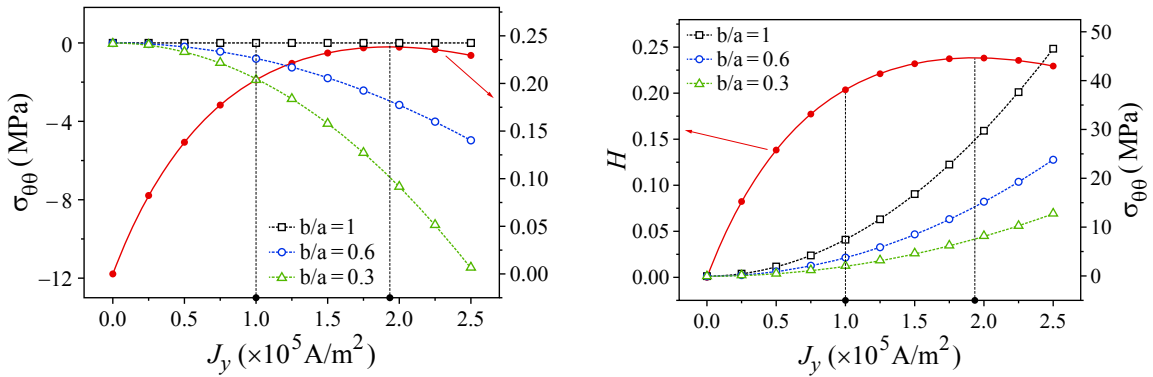 0
−4
−8
−12
σθθ (MPa)
0.25
0.20
0.15
0.10
0.05
0.00
b/a = 1
b/a = 0.6
b/a = 0.3
0.0 0.5 1.0 1.5 2.0 2.5
Jy (×10⁵ A/m²)
0.25
0.20
0.15
0.10
0.05
0.00
H
b/a = 1
b/a = 0.6
b/a = 0.3
50
40
30
20
10
0
σθθ (MPa)
0.0 0.5 1.0 1.5 2.0 2.5
Jy (×10⁵ A/m²)